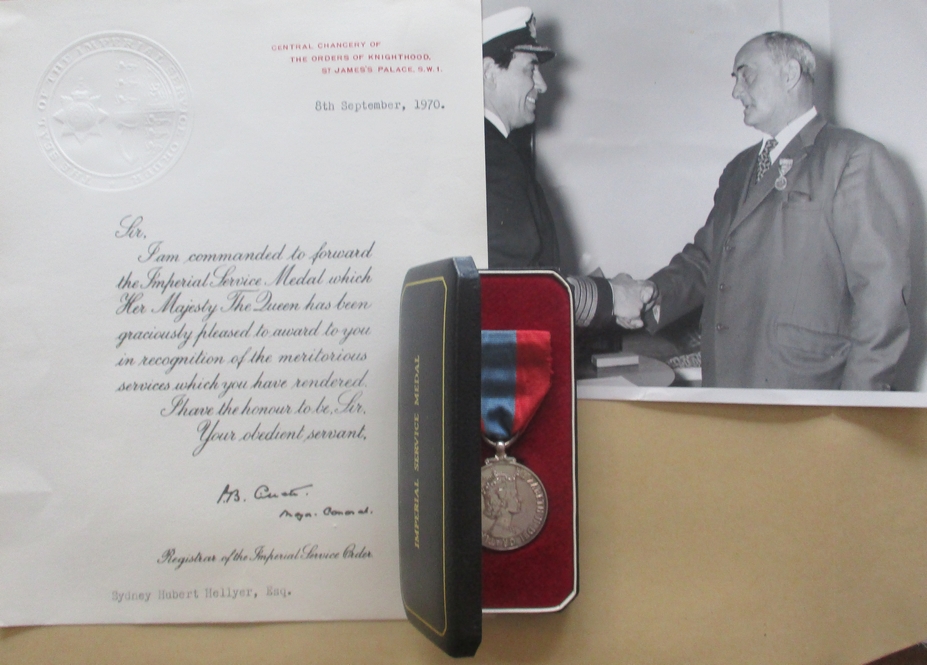 CENTRAL CHANCERY OF
THE ORDERS OF KNIGHTHOOD,
ST JAMES'S PALACE, S.W.1.
8th September, 1970.
Sir,
I am commanded to forward
the Imperial Service Medal which
Her Majesty The Queen has been
graciously pleased to award to you
in recognition of the meritorious
services which you have rendered.
I have the honour to be, Sir,
Your obedient servant,
Registrar of the Imperial Service Order.
Sydney Hubert Hellyer, Esq.
IMPERIAL SERVICE MEDAL